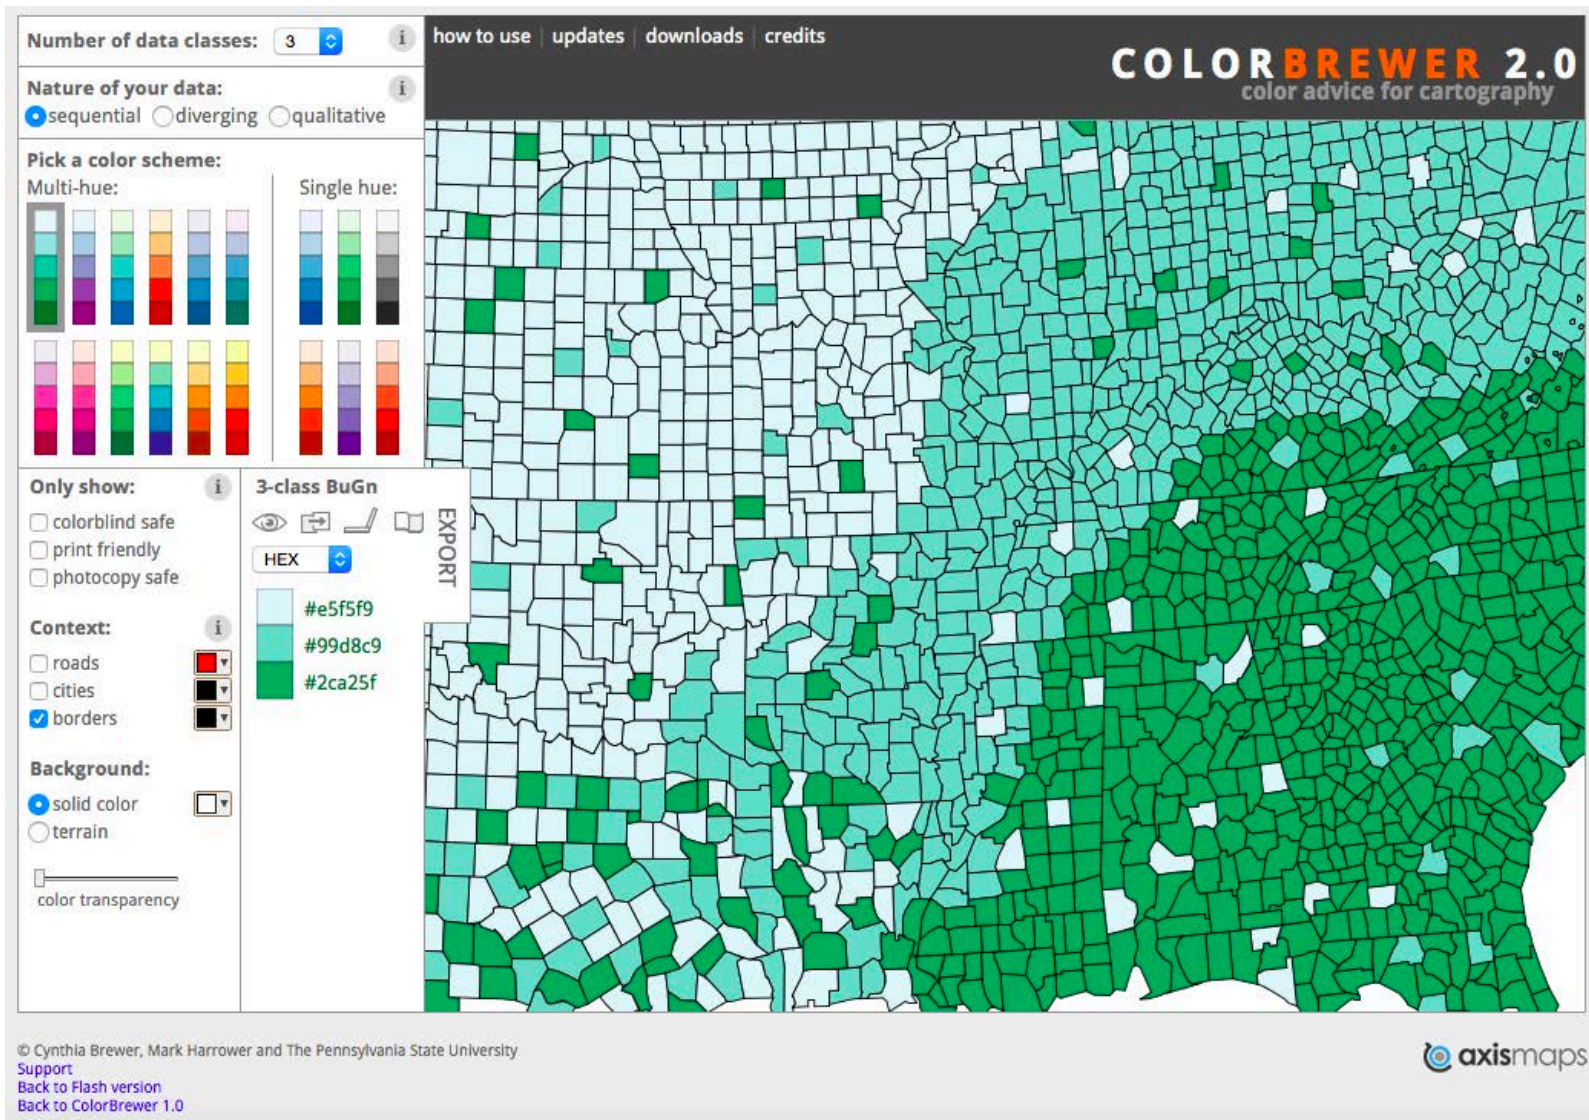 Number of data classes: 3 i
how to use updates downloads credits
COLORBREWER 2.0
color advice for cartography
Nature of your data: i
sequential diverging qualitative
Pick a color scheme:
Multi-hue: Single hue:
Only show: i
colorblind safe
print friendly
photocopy safe
Context: i
roads
cities
borders
Background:
solid color
terrain
color transparency
3-class BuGn
EXPORT
HEX
#e5f5f9
#99d8c9
#2ca25f
© Cynthia Brewer, Mark Harrower and The Pennsylvania State University
Support
Back to Flash version
Back to ColorBrewer 1.0
axismaps